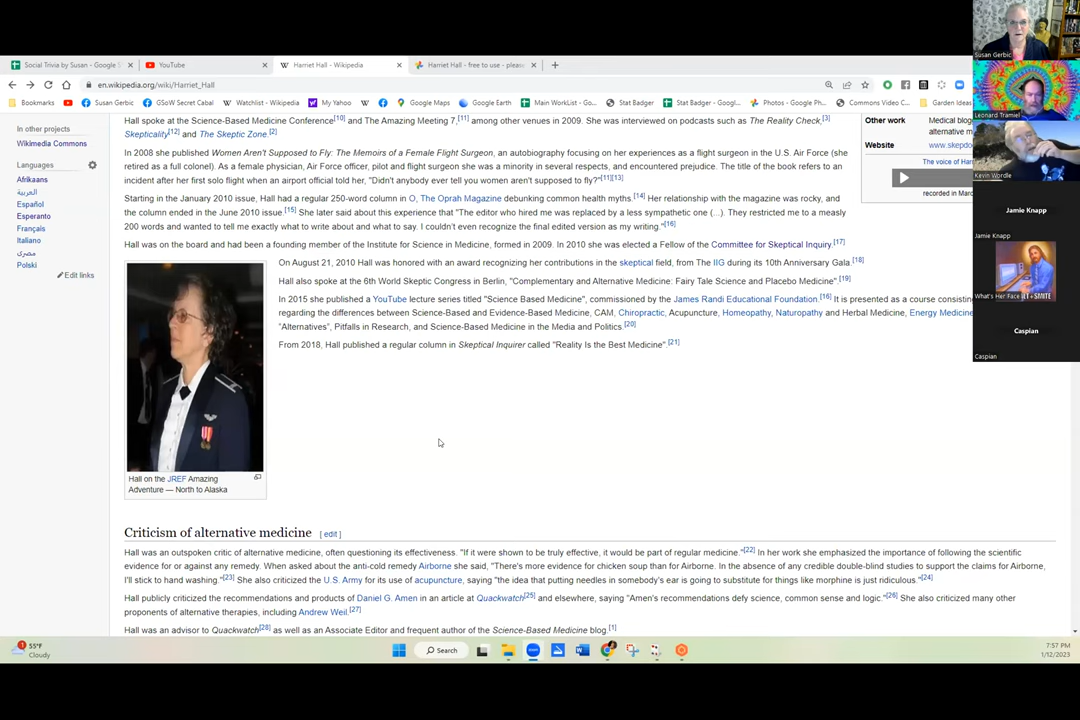 Social Trivia by Susan - Google S
YouTube
Harriet Hall - Wikipedia
Harriet Hall - free to use - pleas
en.wikipedia.org/wiki/Harriet_Hall
Bookmarks
Susan Gerbic
GSoW Secret Cabal
Watchlist - Wikipedia
My Yahoo
Google Maps
Google Earth
Main WorkList - Go...
Stat Badger
Stat Badger - Goog...
Photos - Google Ph...
Commons Video C...
Garden Ideas
In other projects
Wikimedia Commons
Languages
Afrikaans
العربية
Español
Esperanto
Français
Italiano
مصرى
Polski
Edit links
Hall spoke at the Science-Based Medicine Conference[10] and The Amazing Meeting 7,[11] among other venues in 2009. She was interviewed on podcasts such as The Reality Check,[3]
Skepticality[12] and The Skeptic Zone.[2]
In 2008 she published Women Aren't Supposed to Fly: The Memoirs of a Female Flight Surgeon, an autobiography focusing on her experiences as a flight surgeon in the U.S. Air Force (she
retired as a full colonel). As a female physician, Air Force officer, pilot and flight surgeon she was a minority in several respects, and encountered prejudice. The title of the book refers to an
incident after her first solo flight when an airport official told her, "Didn't anybody ever tell you women aren't supposed to fly?"[11][13]
Starting in the January 2010 issue, Hall had a regular 250-word column in O, The Oprah Magazine debunking common health myths.[14] Her relationship with the magazine was rocky, and
the column ended in the June 2010 issue.[15] She later said about this experience that "The editor who hired me was replaced by a less sympathetic one (...). They restricted me to a measly
200 words and wanted to tell me exactly what to write about and what to say. I couldn't even recognize the final edited version as my writing."[16]
Hall was on the board and had been a founding member of the Institute for Science in Medicine, formed in 2009. In 2010 she was elected a Fellow of the Committee for Skeptical Inquiry.[17]
On August 21, 2010 Hall was honored with an award recognizing her contributions in the skeptical field, from The IIG during its 10th Anniversary Gala.[18]
Hall also spoke at the 6th World Skeptic Congress in Berlin, "Complementary and Alternative Medicine: Fairy Tale Science and Placebo Medicine".[19]
In 2015 she published a YouTube lecture series titled "Science Based Medicine", commissioned by the James Randi Educational Foundation.[16] It is presented as a course consistin
regarding the differences between Science-Based and Evidence-Based Medicine, CAM, Chiropractic, Acupuncture, Homeopathy, Naturopathy and Herbal Medicine, Energy Medicine
"Alternatives", Pitfalls in Research, and Science-Based Medicine in the Media and Politics.[20]
From 2018, Hall published a regular column in Skeptical Inquirer called "Reality Is the Best Medicine".[21]
Hall on the JREF Amazing
Adventure — North to Alaska
Other work
Medical blog
alternative m
Website
www.skepdo
The voice of Har
recorded in Marc
Criticism of alternative medicine [ edit ]
Hall was an outspoken critic of alternative medicine, often questioning its effectiveness. "If it were shown to be truly effective, it would be part of regular medicine."[22] In her work she emphasized the importance of following the scientific
evidence for or against any remedy. When asked about the anti-cold remedy Airborne she said, "There's more evidence for chicken soup than for Airborne. In the absence of any credible double-blind studies to support the claims for Airborne,
I'll stick to hand washing."[23] She also criticized the U.S. Army for its use of acupuncture, saying "the idea that putting needles in somebody's ear is going to substitute for things like morphine is just ridiculous."[24]
Hall publicly criticized the recommendations and products of Daniel G. Amen in an article at Quackwatch[25] and elsewhere, saying "Amen's recommendations defy science, common sense and logic."[26] She also criticized many other
proponents of alternative therapies, including Andrew Weil.[27]
Hall was an advisor to Quackwatch[28] as well as an Associate Editor and frequent author of the Science-Based Medicine blog.[1]
Susan Gerbic
Leonard Tramiel
Kevin Wordle
Jamie Knapp
Jamie Knapp
What's Her Face
SMITE
Caspian
Caspian
1
55°F
Cloudy
Search
7:57 PM
1/12/2023